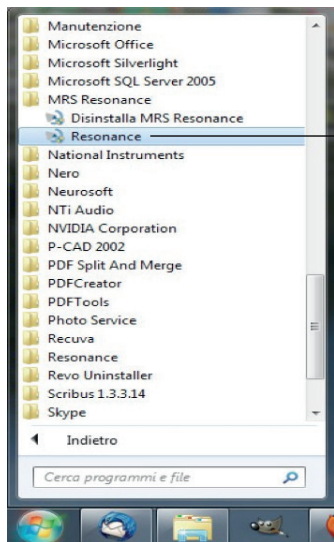 Manutenzione
Microsoft Office
Microsoft Silverlight
Microsoft SQL Server 2005
MRS Resonance
Disinstalla MRS Resonance
Resonance
National Instruments
Nero
Neurosoft
NTi Audio
NVIDIA Corporation
P-CAD 2002
PDF Split And Merge
PDFCreator
PDFTools
Photo Service
Recuva
Resonance
Revo Uninstaller
Scribus 1.3.3.14
Skype
Indietro
Cerca programmi e file